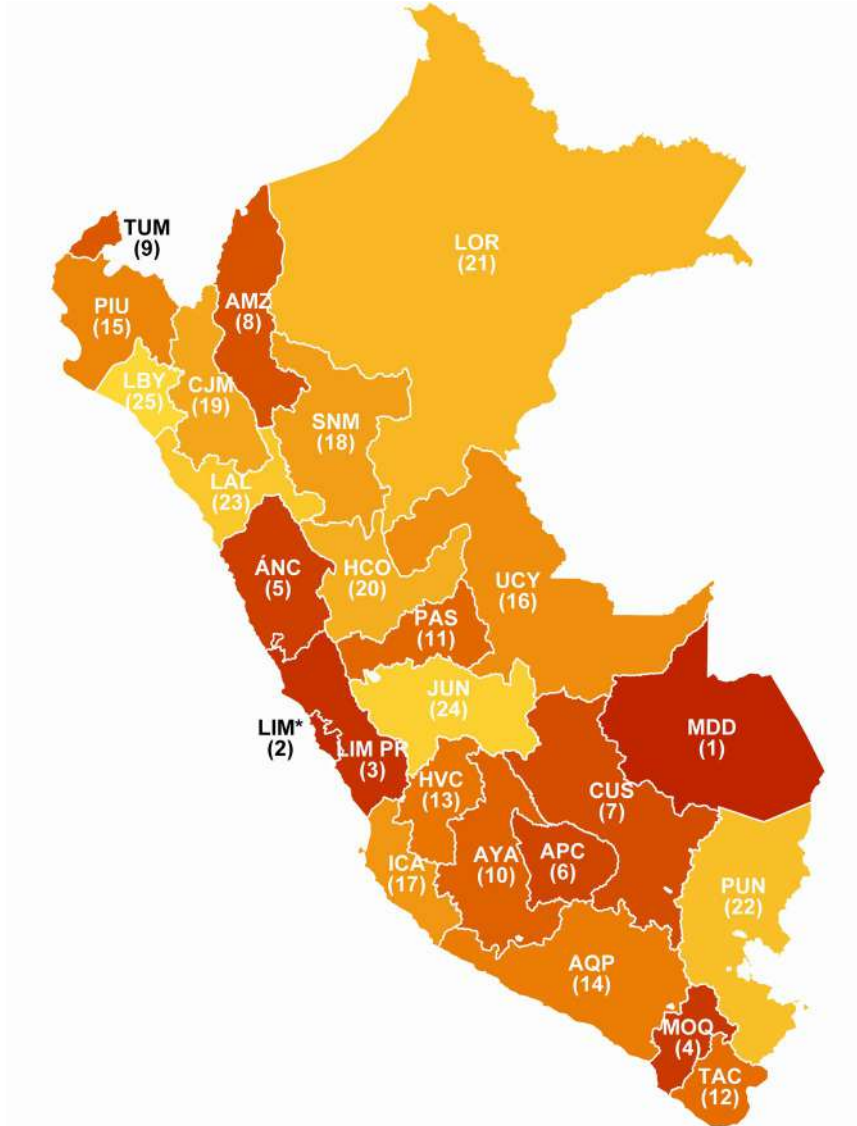 TUM
(9)
LOR
(21)
AMZ
(8)
PIU
(15)
LBY
(25)
CJM
(19)
SNM
(18)
LAL
(23)
ÁNC
(5)
HCO
(20)
UCY
(16)
PAS
(11)
JUN
(24)
LIM*
(2)
LIM PR
(3)
MDD
(1)
HVC
(13)
CUS
(7)
ICA
(17)
AYA
(10)
APC
(6)
PUN
(22)
AQP
(14)
MOQ
(4)
TAC
(12)